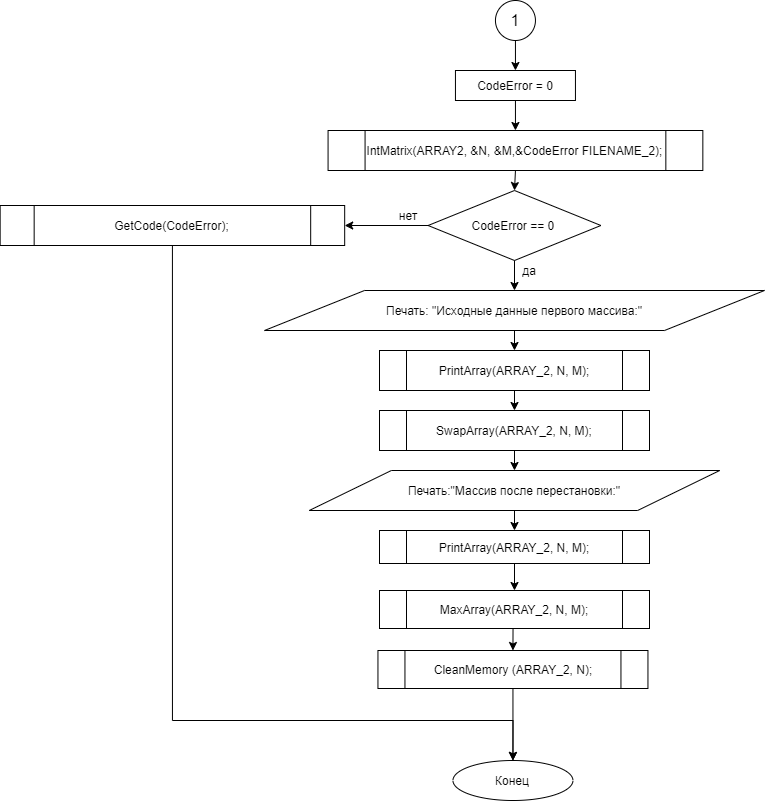 1
CodeError = 0
IntMatrix(ARRAY2, &N, &M,&CodeError FILENAME_2);
CodeError == 0
нет
GetCode(CodeError);
да
Печать: "Исходные данные первого массива:"
PrintArray(ARRAY_2, N, M);
SwapArray(ARRAY_2, N, M);
Печать:"Массив после перестановки:"
PrintArray(ARRAY_2, N, M);
MaxArray(ARRAY_2, N, M);
CleanMemory (ARRAY_2, N);
Конец